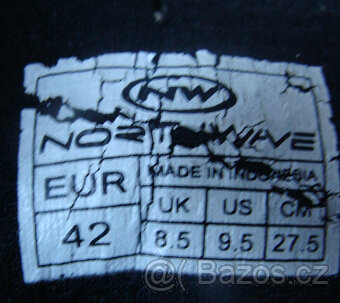 NW
NORTHWAVE
EUR MADE IN INDONESIA
UK US CM
42 8.5 9.5 27.5
Bazos.cz